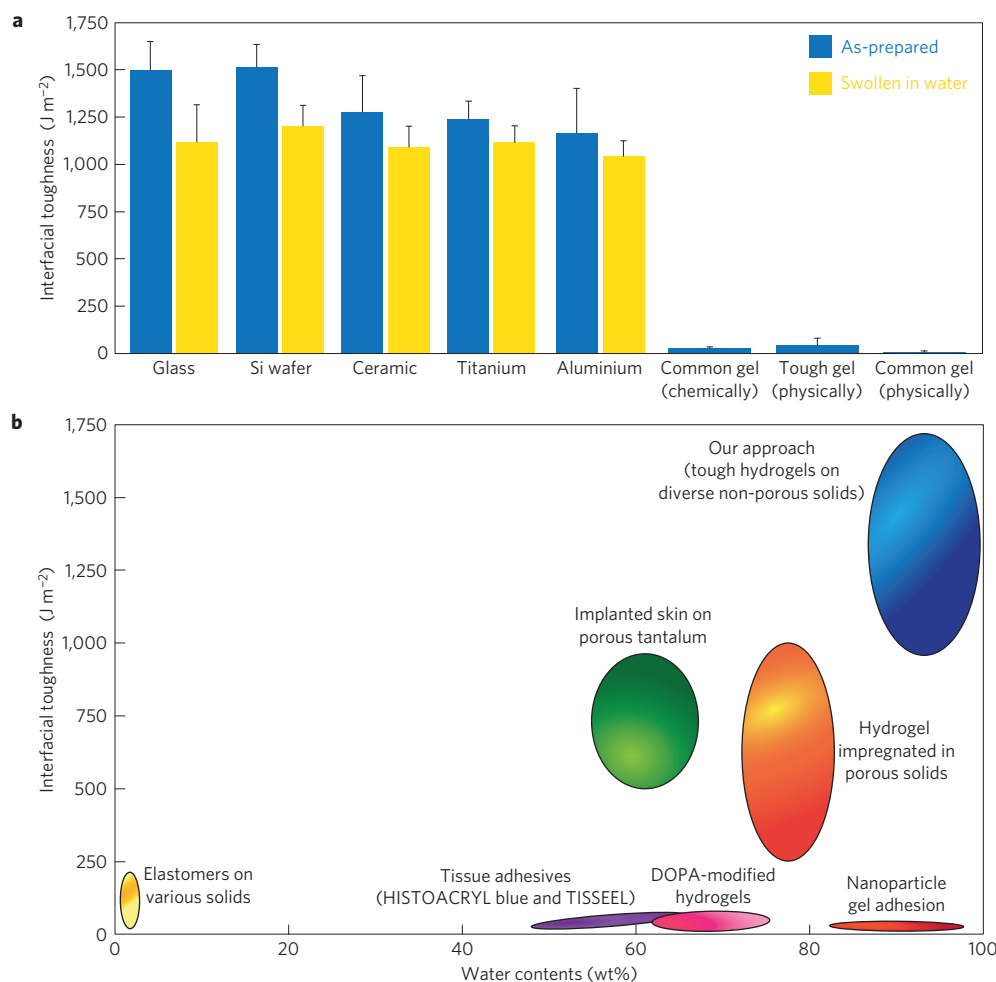 a
1,750
1,500
1,250
1,000
750
500
250
0
Interfacial toughness (J m⁻²)
As-prepared
Swollen in water
Glass
Si wafer
Ceramic
Titanium
Aluminium
Common gel
(chemically)
Tough gel
(physically)
Common gel
(physically)
b
1,750
1,500
1,250
1,000
750
500
250
0
Interfacial toughness (J m⁻²)
Our approach
(tough hydrogels on
diverse non-porous solids)
Implanted skin on
porous tantalum
Hydrogel
impregnated in
porous solids
Elastomers on
various solids
Tissue adhesives
(HISTOACRYL blue and TISSEEL)
DOPA-modified
hydrogels
Nanoparticle
gel adhesion
0
20
40
60
80
100
Water contents (wt%)